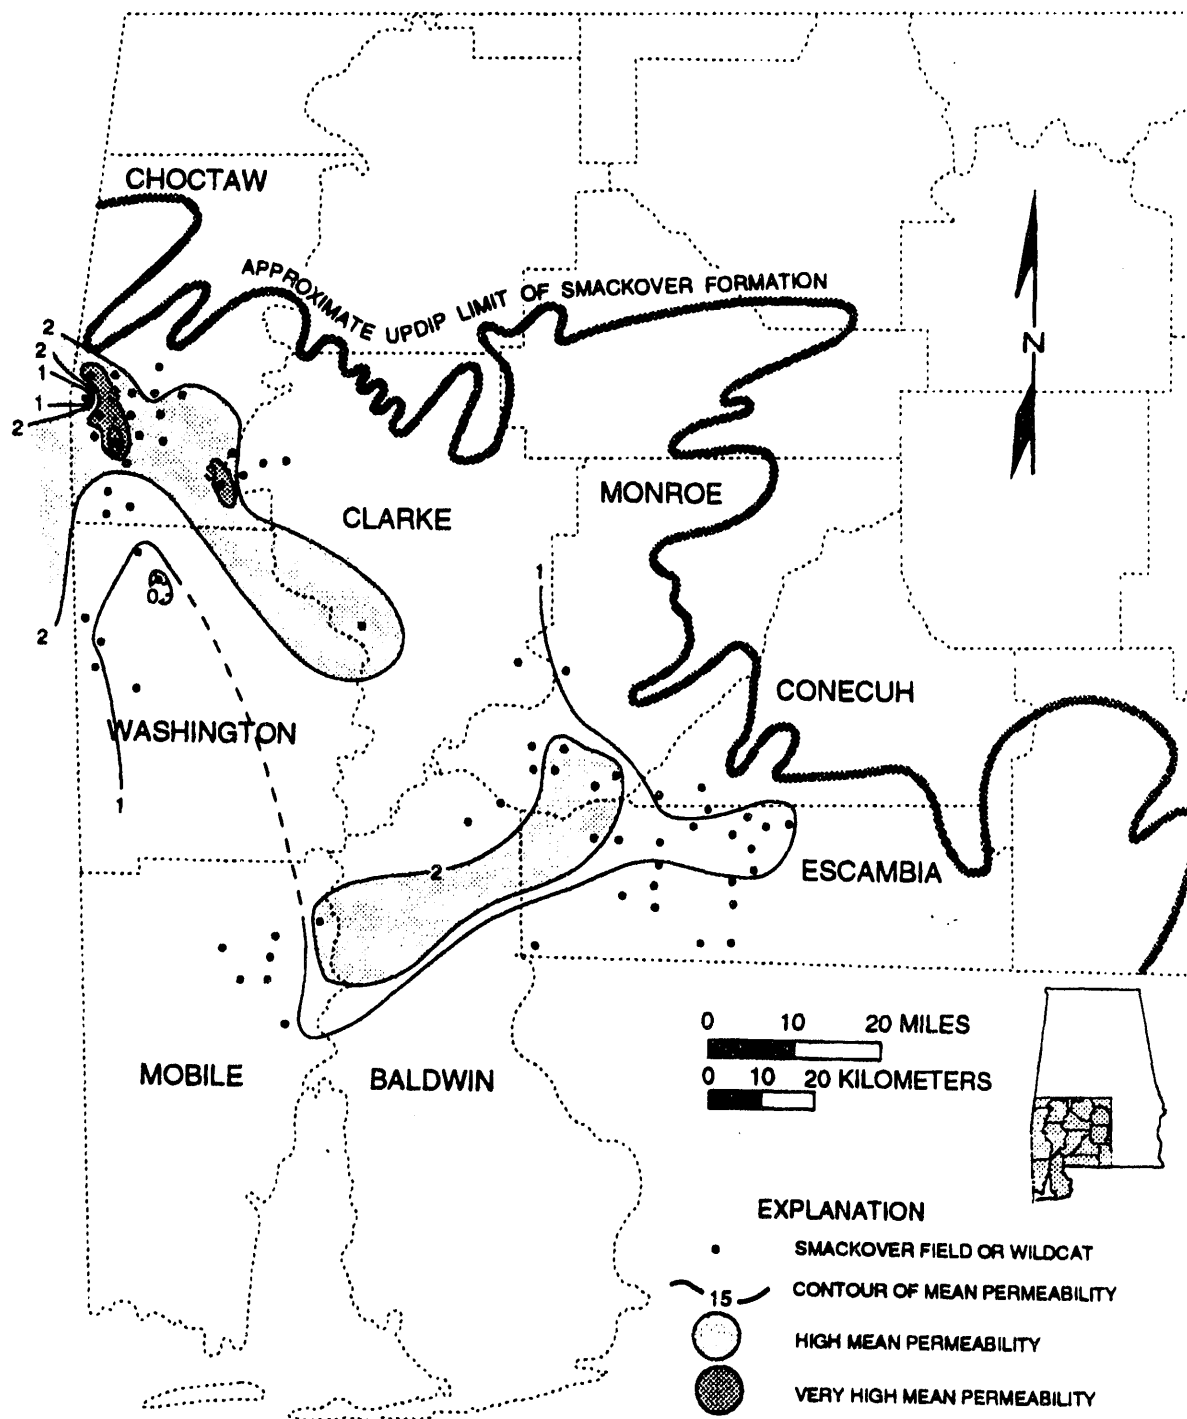 CHOCTAW
APPROXIMATE UPDIP LIMIT OF SMACKOVER FORMATION
2
2
1
1
2
N
MONROE
CLARKE
1
0
2
CONECUH
WASHINGTON
1
2
ESCAMBIA
0 10 20 MILES
MOBILE
BALDWIN
0 10 20 KILOMETERS
EXPLANATION
SMACKOVER FIELD OR WILDCAT
15
CONTOUR OF MEAN PERMEABILITY
HIGH MEAN PERMEABILITY
VERY HIGH MEAN PERMEABILITY